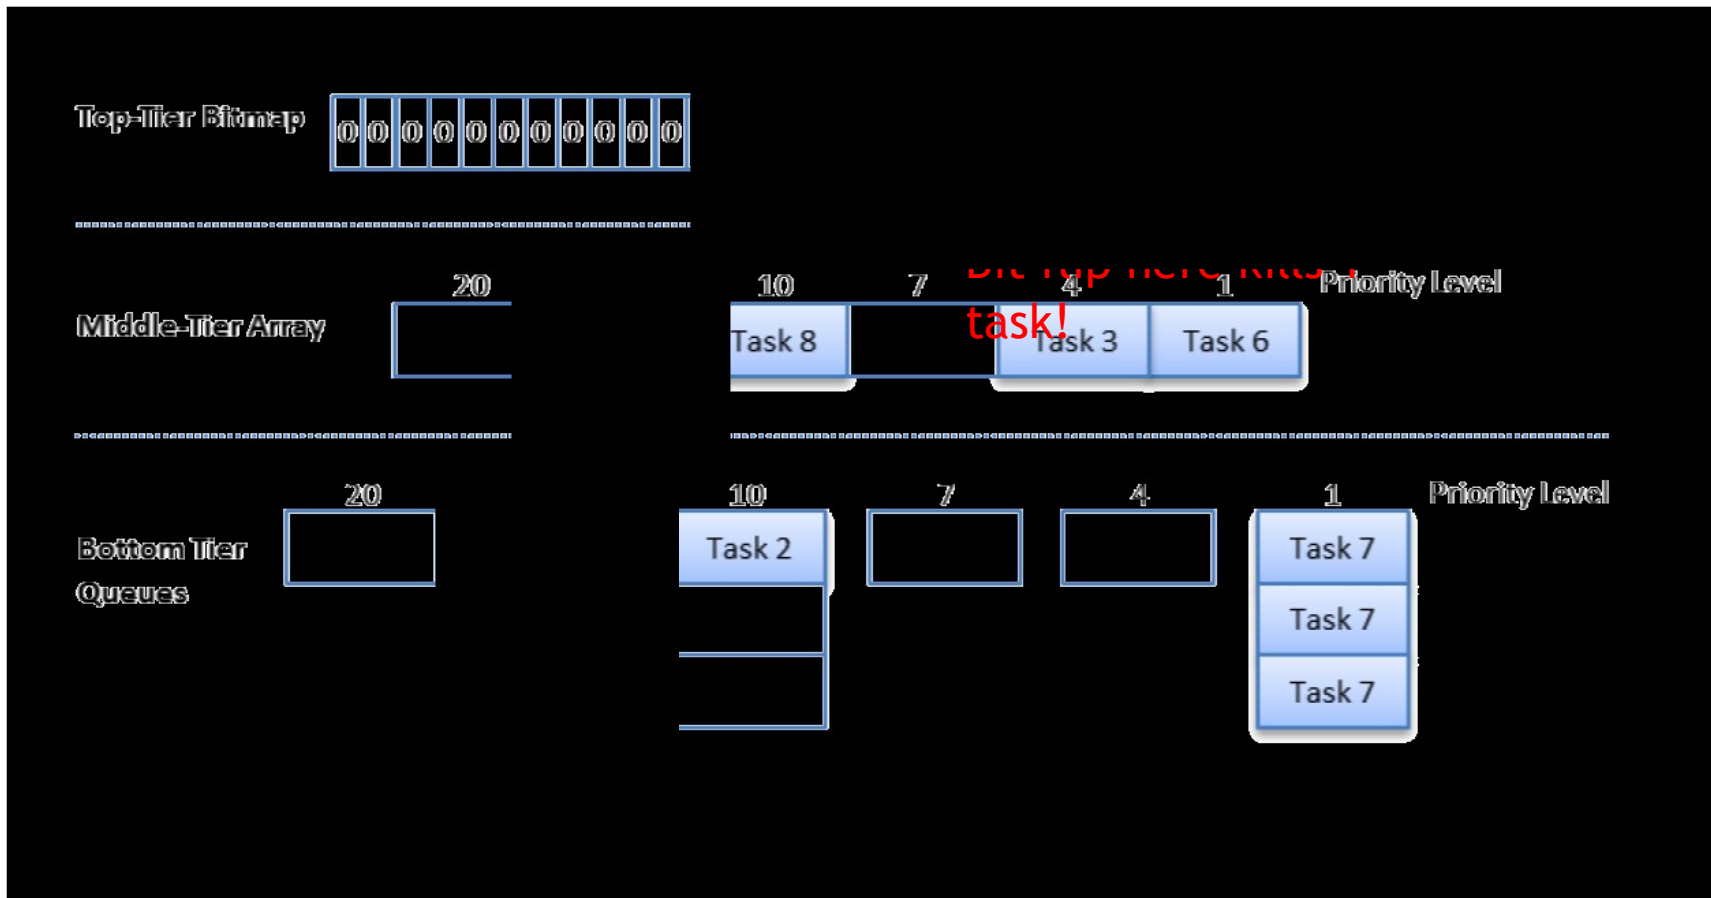 Top-Tier Bitmap 0 0 0 0 0 0 0 0 0 0 0
20 10 7 4 1 Priority Level
Middle-Tier Array Task 8 Task 3 Task 6
task!
20 10 7 4 1 Priority Level
Bottom Tier Task 2 Task 7
Queues Task 7
Task 7